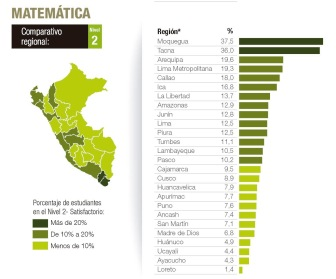 MATEMÁTICA
Comparativo
regional:
Nivel
2
Porcentaje de estudiantes
en el Nivel 2- Satisfactorio:
Más de 20%
De 10% a 20%
Menos de 10%
Región* %
Moquegua 37,5
Tacna 36,0
Arequipa 19,6
Lima Metropolitana 19,3
Callao 18,0
Ica 16,8
La Libertad 13,7
Amazonas 12,9
Junín 12,8
Lima 12,5
Piura 12,5
Tumbes 11,1
Lambayeque 10,5
Pasco 10,2
Cajamarca 9,5
Cusco 8,9
Huancavelica 7,9
Apurímac 7,7
Puno 7,6
Ancash 7,4
San Martín 7,1
Madre de Dios 6,8
Huánuco 4,9
Ucayali 4,4
Ayacucho 4,3
Loreto 1,4